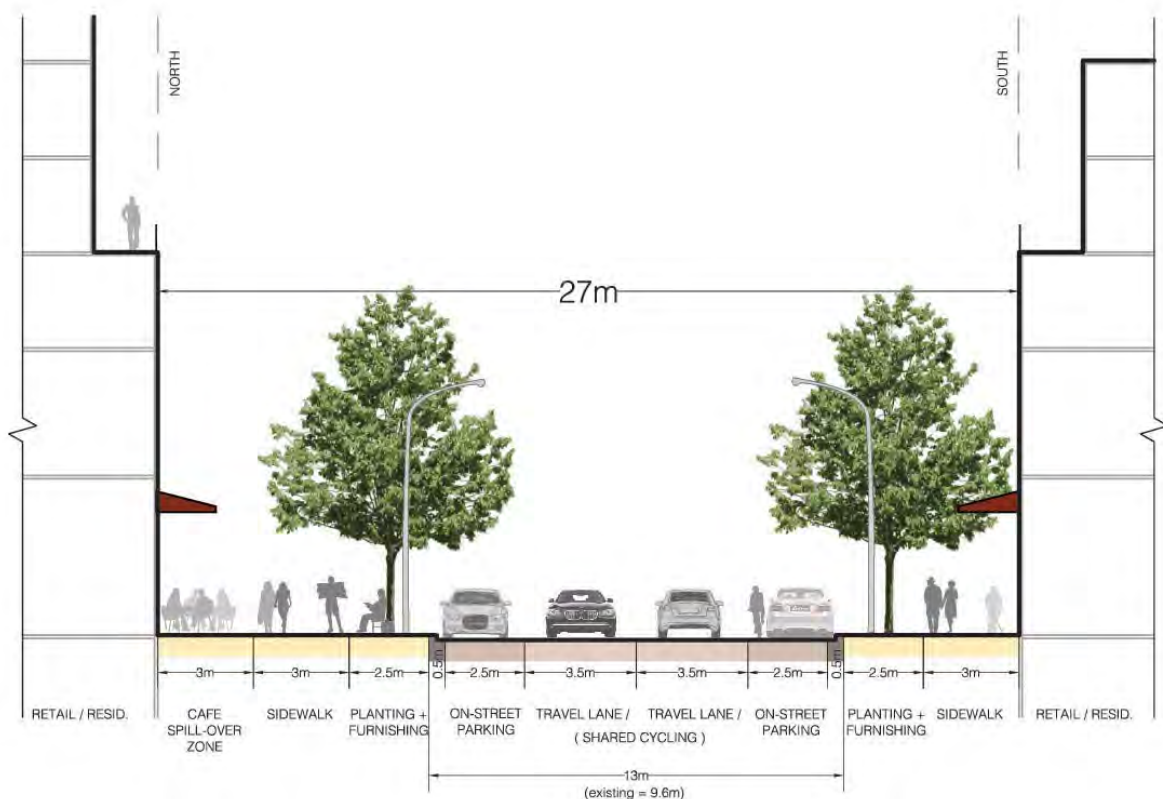 NORTH
SOUTH
27m
3m
3m
2.5m
0.5m
2.5m
3.5m
3.5m
2.5m
0.5m
2.5m
3m
RETAIL / RESID.
CAFE
SPILL-OVER
ZONE
SIDEWALK
PLANTING +
FURNISHING
ON-STREET
PARKING
TRAVEL LANE /
TRAVEL LANE /
( SHARED CYCLING )
ON-STREET
PARKING
PLANTING +
FURNISHING
SIDEWALK
RETAIL / RESID.
13m
(existing = 9.6m)